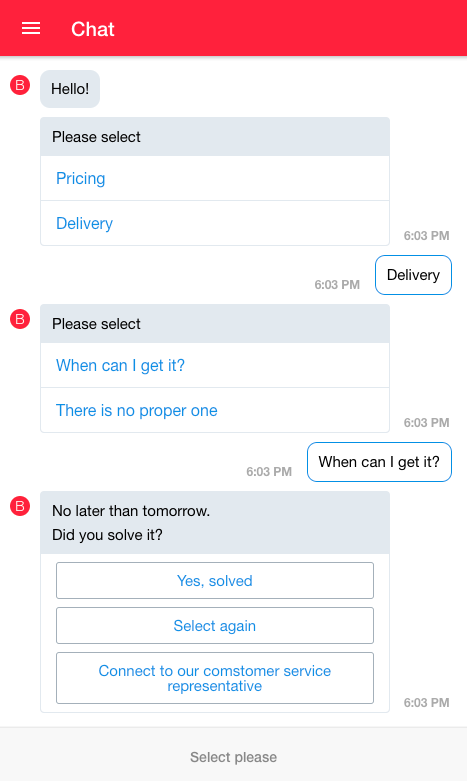 Chat
B
Hello!
Please select
Pricing
Delivery
6:03 PM
6:03 PM
Delivery
B
Please select
When can I get it?
There is no proper one
6:03 PM
6:03 PM
When can I get it?
B
No later than tomorrow.
Did you solve it?
Yes, solved
Select again
Connect to our comstomer service
representative
6:03 PM
Select please